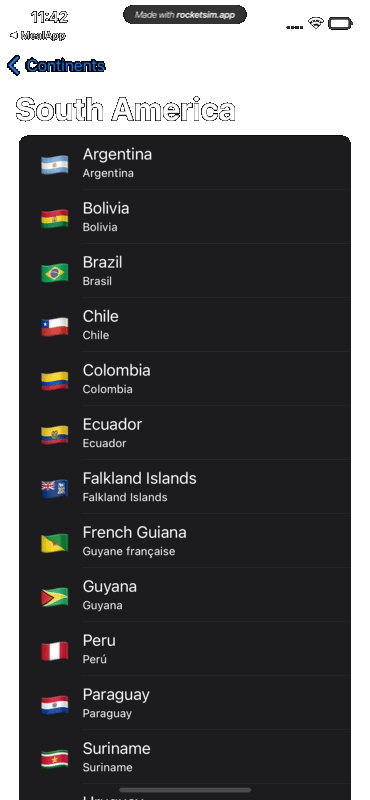 11:42
Made with rocketsim.app
MealApp
Continents
South America
Argentina
Argentina
Bolivia
Bolivia
Brazil
Brasil
Chile
Chile
Colombia
Colombia
Ecuador
Ecuador
Falkland Islands
Falkland Islands
French Guiana
Guyane française
Guyana
Guyana
Peru
Perú
Paraguay
Paraguay
Suriname
Suriname